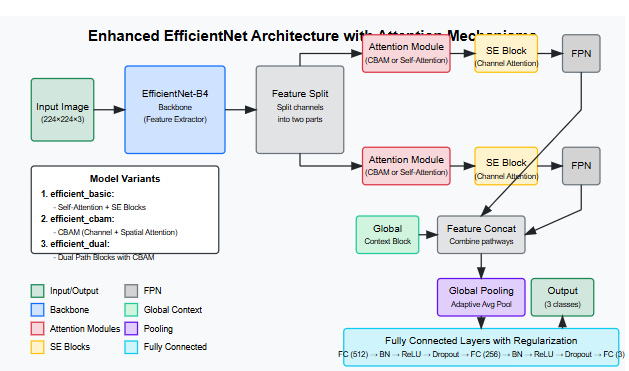 Enhanced EfficientNet Architecture with Attention Mechanisms
Attention Module
(CBAM or Self-Attention)
SE Block
(Channel Attention)
FPN
Input Image
(224×224×3)
EfficientNet-B4
Backbone
(Feature Extractor)
Feature Split
Split channels
into two parts
Attention Module
(CBAM or Self-Attention)
SE Block
(Channel Attention)
FPN
Model Variants
1. efficient_basic:
- Self-Attention + SE Blocks
2. efficient_cbam:
- CBAM (Channel + Spatial Attention)
3. efficient_dual:
- Dual Path Blocks with CBAM
Global
Context Block
Feature Concat
Combine pathways
Global Pooling
Adaptive Avg Pool
Output
(3 classes)
Input/Output
FPN
Backbone
Global Context
Attention Modules
Pooling
SE Blocks
Fully Connected
Fully Connected Layers with Regularization
FC (512) → BN → ReLU → Dropout → FC (256) → BN → ReLU → Dropout → FC (3)